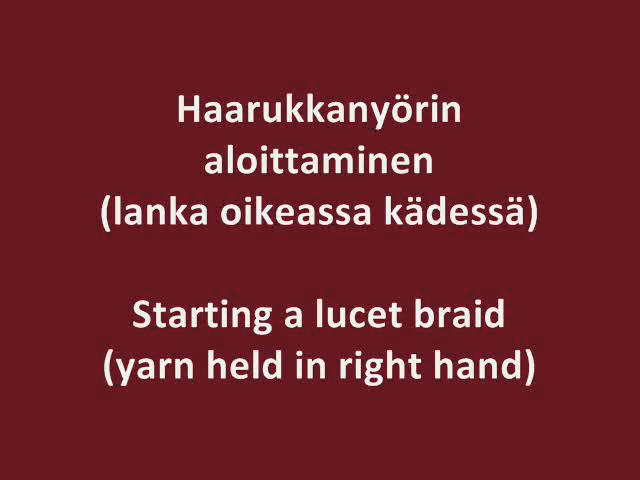 Haarukkanyörin
aloittaminen
(lanka oikeassa kädessä)
Starting a lucet braid
(yarn held in right hand)